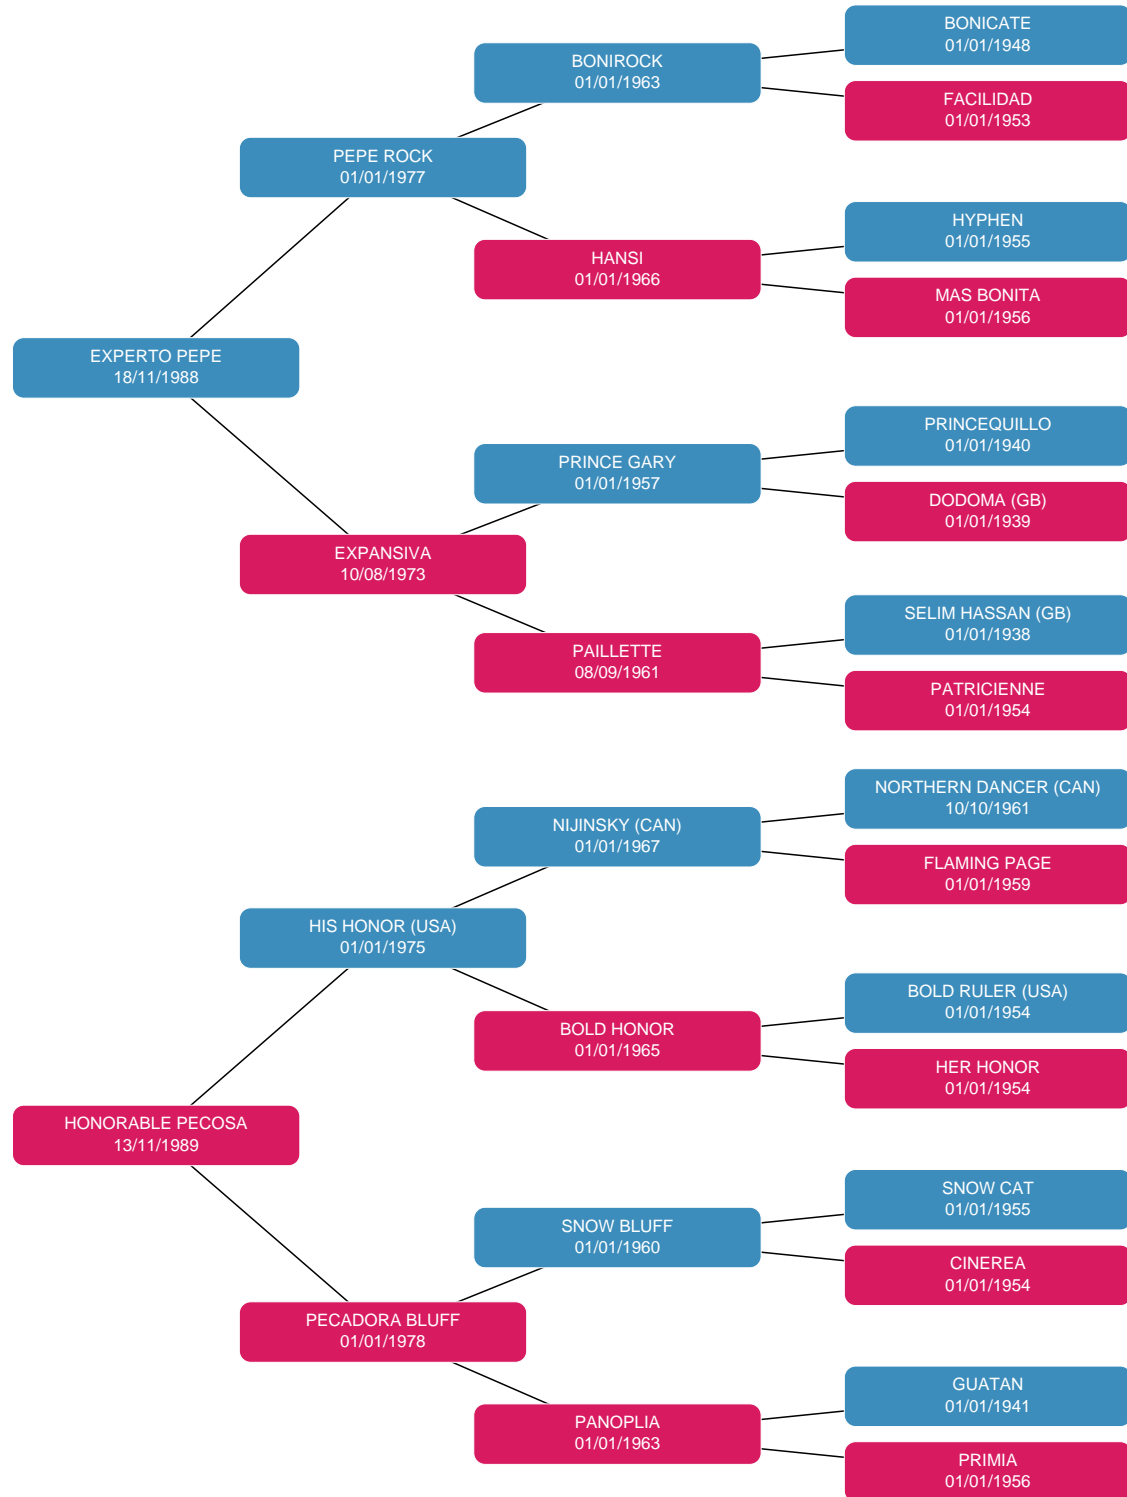 BONICATE
01/01/1948
BONIROCK
01/01/1963
FACILIDAD
01/01/1953
PEPE ROCK
01/01/1977
HYPHEN
01/01/1955
HANSI
01/01/1966
MAS BONITA
01/01/1956
EXPERTO PEPE
18/11/1988
PRINCEQUILLO
01/01/1940
PRINCE GARY
01/01/1957
DODOMA (GB)
01/01/1939
EXPANSIVA
10/08/1973
SELIM HASSAN (GB)
01/01/1938
PAILLETTE
08/09/1961
PATRICIENNE
01/01/1954
NORTHERN DANCER (CAN)
10/10/1961
NIJINSKY (CAN)
01/01/1967
FLAMING PAGE
01/01/1959
HIS HONOR (USA)
01/01/1975
BOLD RULER (USA)
01/01/1954
BOLD HONOR
01/01/1965
HER HONOR
01/01/1954
HONORABLE PECOSA
13/11/1989
SNOW CAT
01/01/1955
SNOW BLUFF
01/01/1960
CINEREA
01/01/1954
PECADORA BLUFF
01/01/1978
GUATAN
01/01/1941
PANOPLIA
01/01/1963
PRIMIA
01/01/1956